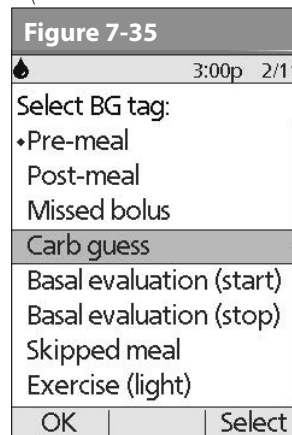 Figure 7-35
3:00p 2/11
Select BG tag:
Pre-meal
Post-meal
Missed bolus
Carb guess
Basal evaluation (start)
Basal evaluation (stop)
Skipped meal
Exercise (light)
OK Select